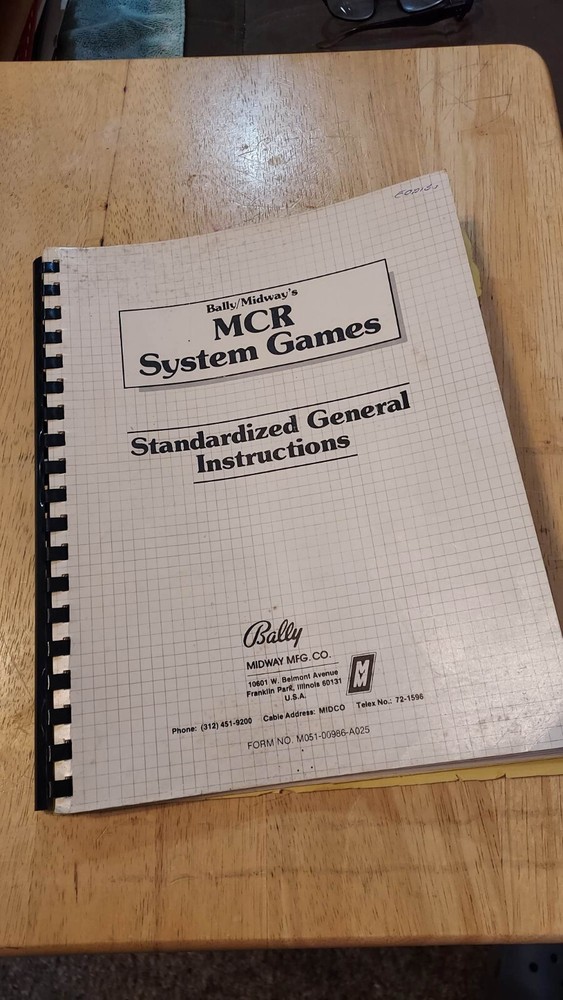 Bally/Midway's
MCR
System Games
Standardized General
Instructions
Bally
MIDWAY MFG. CO.
10601 W. Belmont Avenue
Franklin Park, Illinois 60131
U.S.A.
Phone: (312) 451-9200 Cable Address: MIDCO Telex No.: 72-1596
FORM NO. M051-00986-A025